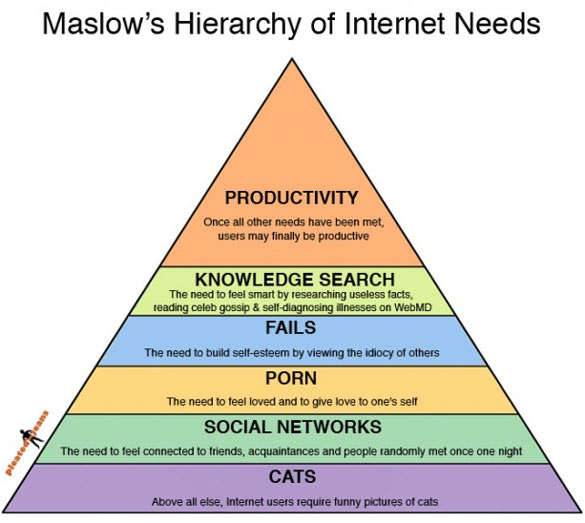 Maslow's Hierarchy of Internet Needs
PRODUCTIVITY
Once all other needs have been met,
users may finally be productive
KNOWLEDGE SEARCH
The need to feel smart by researching useless facts,
reading celeb gossip & self-diagnosing illnesses on WebMD
FAILS
The need to build self-esteem by viewing the idiocy of others
PORN
The need to feel loved and to give love to one's self
SOCIAL NETWORKS
The need to feel connected to friends, acquaintances and people randomly met once one night
CATS
Above all else, Internet users require funny pictures of cats
pleated jeans